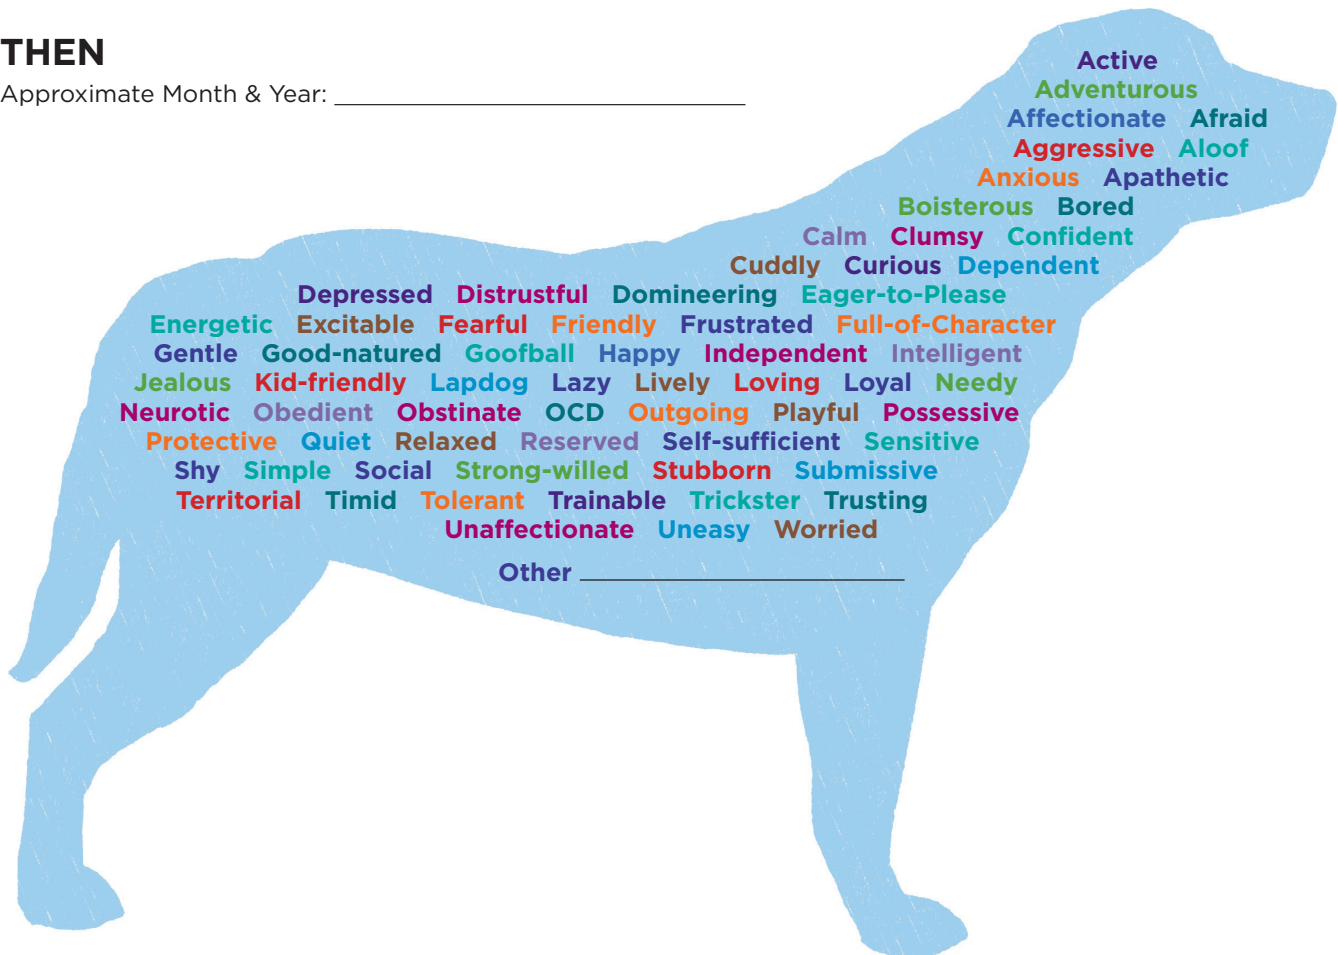 THEN
Approximate Month & Year: ______________________________
Active
Adventurous
Affectionate Afraid
Aggressive Aloof
Anxious Apathetic
Boisterous Bored
Calm Clumsy Confident
Cuddly Curious Dependent
Depressed Distrustful Domineering Eager-to-Please
Energetic Excitable Fearful Friendly Frustrated Full-of-Character
Gentle Good-natured Goofball Happy Independent Intelligent
Jealous Kid-friendly Lapdog Lazy Lively Loving Loyal Needy
Neurotic Obedient Obstinate OCD Outgoing Playful Possessive
Protective Quiet Relaxed Reserved Self-sufficient Sensitive
Shy Simple Social Strong-willed Stubborn Submissive
Territorial Timid Tolerant Trainable Trickster Trusting
Unaffectionate Uneasy Worried
Other ________________________